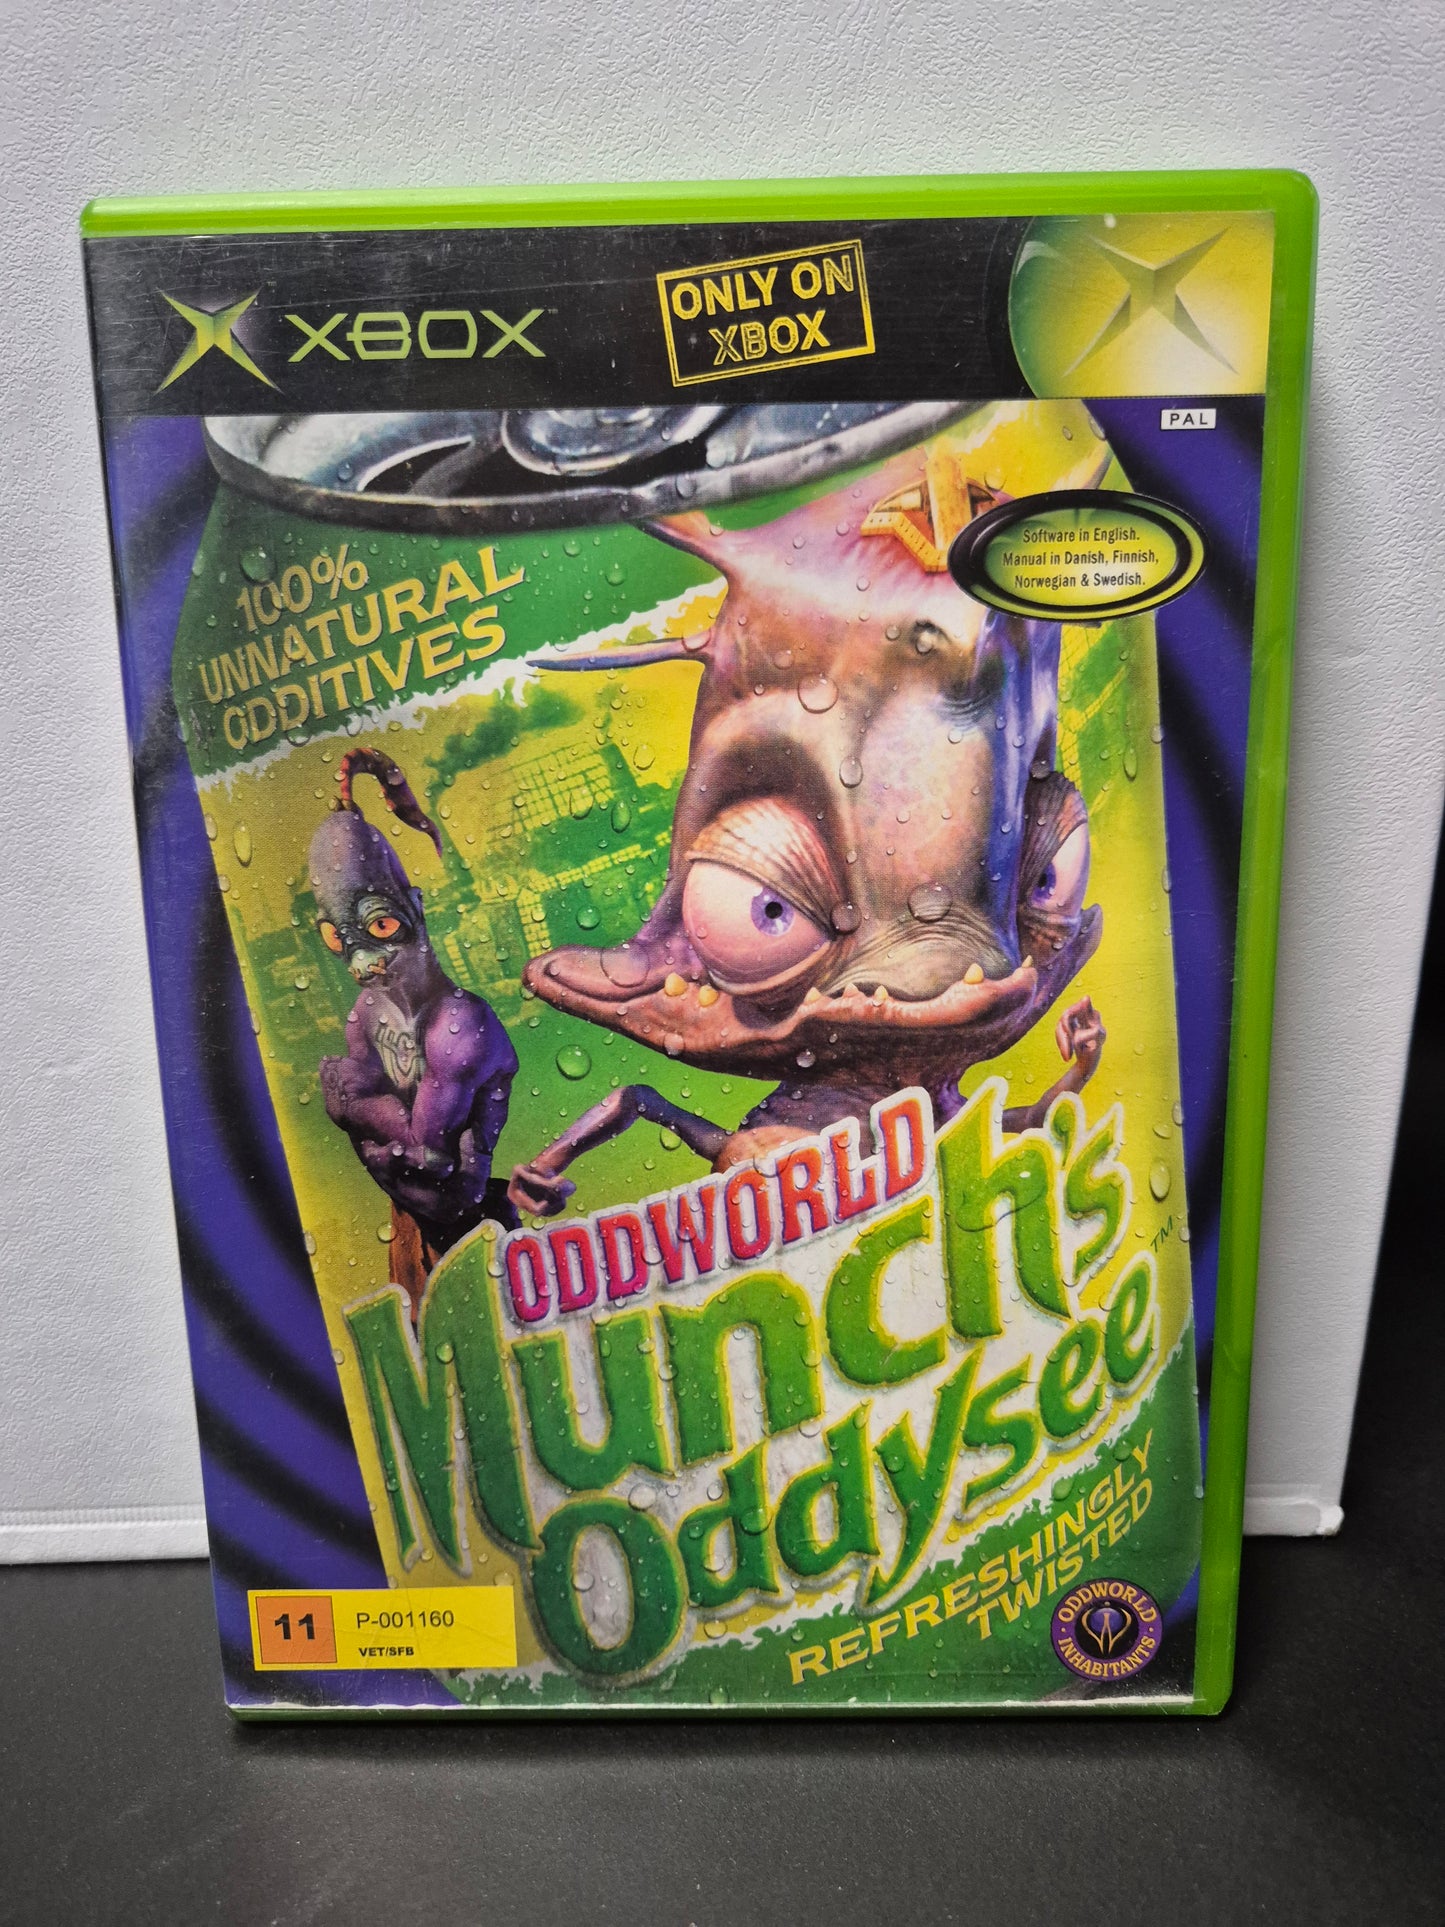 XBOX
ONLY ON
XBOX
PAL
Software in English.
Manual in Danish, Finnish,
Norwegian & Swedish.
100%
UNNATURAL
ODDITIVES
ODDWORLD
Munch's
Oddysee
TM
REFRESHINGLY
TWISTED
11
P-001160
VET/SFB
ODDWORLD
INHABITANTS